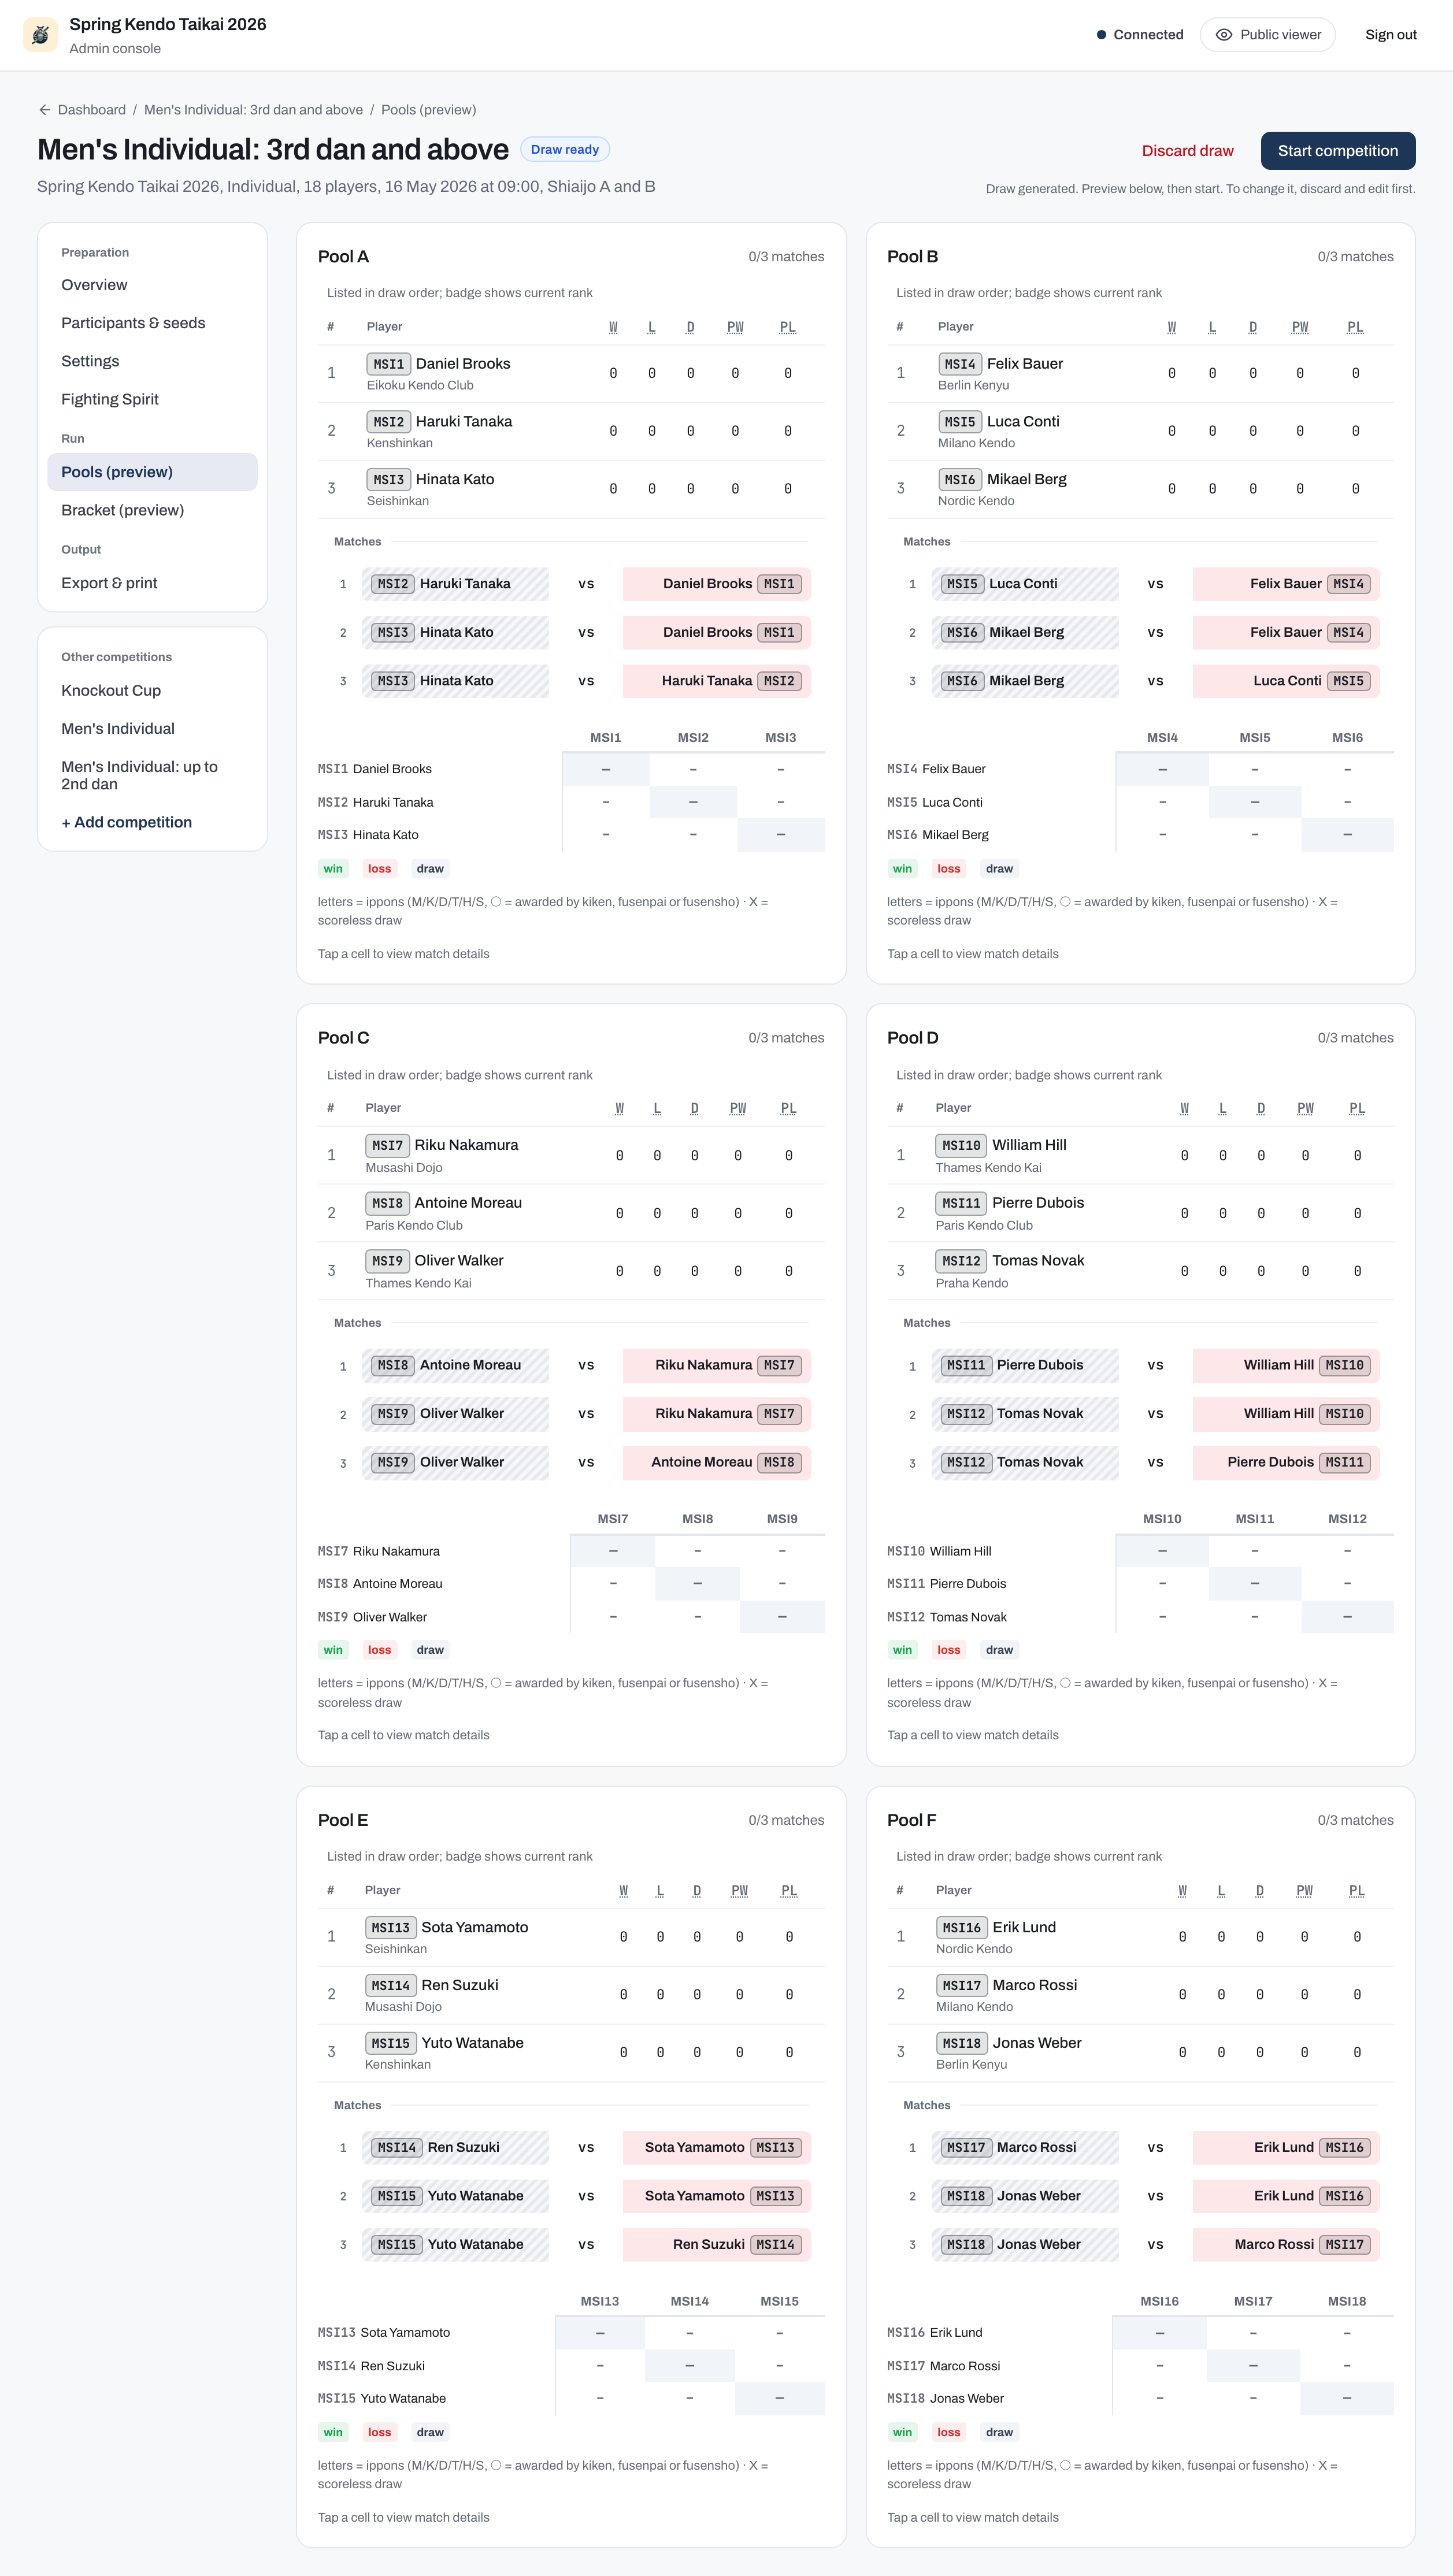 Spring Kendo Taikai 2026
Admin console
Connected
Public viewer
Sign out
← Dashboard / Men's Individual: 3rd dan and above / Pools (preview)
Men's Individual: 3rd dan and above
Draw ready
Discard draw
Start competition
Spring Kendo Taikai 2026, Individual, 18 players, 16 May 2026 at 09:00, Shiaijo A and B
Draw generated. Preview below, then start. To change it, discard and edit first.
Preparation
Overview
Participants & seeds
Settings
Fighting Spirit
Run
Pools (preview)
Bracket (preview)
Output
Export & print
Other competitions
Knockout Cup
Men's Individual
Men's Individual: up to
2nd dan
+ Add competition
Pool A 0/3 matches
Listed in draw order; badge shows current rank
# Player W L D PW PL
1 MSI1 Daniel Brooks 0 0 0 0 0
Eikoku Kendo Club
2 MSI2 Haruki Tanaka 0 0 0 0 0
Kenshinkan
3 MSI3 Hinata Kato 0 0 0 0 0
Seishinkan
Matches
1 MSI2 Haruki Tanaka vs Daniel Brooks MSI1
2 MSI3 Hinata Kato vs Daniel Brooks MSI1
3 MSI3 Hinata Kato vs Haruki Tanaka MSI2
MSI1 MSI2 MSI3
MSI1 Daniel Brooks – – –
MSI2 Haruki Tanaka – – –
MSI3 Hinata Kato – – –
win loss draw
letters = ippons (M/K/D/T/H/S, ○ = awarded by kiken, fusenpai or fusensho) · X =
scoreless draw
Tap a cell to view match details
Pool B 0/3 matches
Listed in draw order; badge shows current rank
# Player W L D PW PL
1 MSI4 Felix Bauer 0 0 0 0 0
Berlin Kenyu
2 MSI5 Luca Conti 0 0 0 0 0
Milano Kendo
3 MSI6 Mikael Berg 0 0 0 0 0
Nordic Kendo
Matches
1 MSI5 Luca Conti vs Felix Bauer MSI4
2 MSI6 Mikael Berg vs Felix Bauer MSI4
3 MSI6 Mikael Berg vs Luca Conti MSI5
MSI4 MSI5 MSI6
MSI4 Felix Bauer – – –
MSI5 Luca Conti – – –
MSI6 Mikael Berg – – –
win loss draw
letters = ippons (M/K/D/T/H/S, ○ = awarded by kiken, fusenpai or fusensho) · X =
scoreless draw
Tap a cell to view match details
Pool C 0/3 matches
Listed in draw order; badge shows current rank
# Player W L D PW PL
1 MSI7 Riku Nakamura 0 0 0 0 0
Musashi Dojo
2 MSI8 Antoine Moreau 0 0 0 0 0
Paris Kendo Club
3 MSI9 Oliver Walker 0 0 0 0 0
Thames Kendo Kai
Matches
1 MSI8 Antoine Moreau vs Riku Nakamura MSI7
2 MSI9 Oliver Walker vs Riku Nakamura MSI7
3 MSI9 Oliver Walker vs Antoine Moreau MSI8
MSI7 MSI8 MSI9
MSI7 Riku Nakamura – – –
MSI8 Antoine Moreau – – –
MSI9 Oliver Walker – – –
win loss draw
letters = ippons (M/K/D/T/H/S, ○ = awarded by kiken, fusenpai or fusensho) · X =
scoreless draw
Tap a cell to view match details
Pool D 0/3 matches
Listed in draw order; badge shows current rank
# Player W L D PW PL
1 MSI10 William Hill 0 0 0 0 0
Thames Kendo Kai
2 MSI11 Pierre Dubois 0 0 0 0 0
Paris Kendo Club
3 MSI12 Tomas Novak 0 0 0 0 0
Praha Kendo
Matches
1 MSI11 Pierre Dubois vs William Hill MSI10
2 MSI12 Tomas Novak vs William Hill MSI10
3 MSI12 Tomas Novak vs Pierre Dubois MSI11
MSI10 MSI11 MSI12
MSI10 William Hill – – –
MSI11 Pierre Dubois – – –
MSI12 Tomas Novak – – –
win loss draw
letters = ippons (M/K/D/T/H/S, ○ = awarded by kiken, fusenpai or fusensho) · X =
scoreless draw
Tap a cell to view match details
Pool E 0/3 matches
Listed in draw order; badge shows current rank
# Player W L D PW PL
1 MSI13 Sota Yamamoto 0 0 0 0 0
Seishinkan
2 MSI14 Ren Suzuki 0 0 0 0 0
Musashi Dojo
3 MSI15 Yuto Watanabe 0 0 0 0 0
Kenshinkan
Matches
1 MSI14 Ren Suzuki vs Sota Yamamoto MSI13
2 MSI15 Yuto Watanabe vs Sota Yamamoto MSI13
3 MSI15 Yuto Watanabe vs Ren Suzuki MSI14
MSI13 MSI14 MSI15
MSI13 Sota Yamamoto – – –
MSI14 Ren Suzuki – – –
MSI15 Yuto Watanabe – – –
win loss draw
letters = ippons (M/K/D/T/H/S, ○ = awarded by kiken, fusenpai or fusensho) · X =
scoreless draw
Tap a cell to view match details
Pool F 0/3 matches
Listed in draw order; badge shows current rank
# Player W L D PW PL
1 MSI16 Erik Lund 0 0 0 0 0
Nordic Kendo
2 MSI17 Marco Rossi 0 0 0 0 0
Milano Kendo
3 MSI18 Jonas Weber 0 0 0 0 0
Berlin Kenyu
Matches
1 MSI17 Marco Rossi vs Erik Lund MSI16
2 MSI18 Jonas Weber vs Erik Lund MSI16
3 MSI18 Jonas Weber vs Marco Rossi MSI17
MSI16 MSI17 MSI18
MSI16 Erik Lund – – –
MSI17 Marco Rossi – – –
MSI18 Jonas Weber – – –
win loss draw
letters = ippons (M/K/D/T/H/S, ○ = awarded by kiken, fusenpai or fusensho) · X =
scoreless draw
Tap a cell to view match details